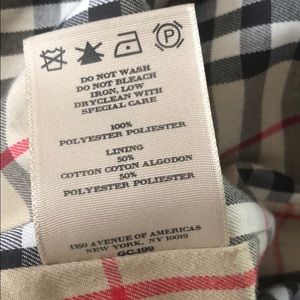 P
DO NOT WASH
DO NOT BLEACH
IRON, LOW
DRYCLEAN WITH
SPECIAL CARE
100%
POLYESTER POLIESTER
LINING
50%
COTTON COTON ALGODON
50%
POLYESTER POLIESTER
1350 AVENUE OF AMERICAS
NEW YORK, NY 10019
GC.199